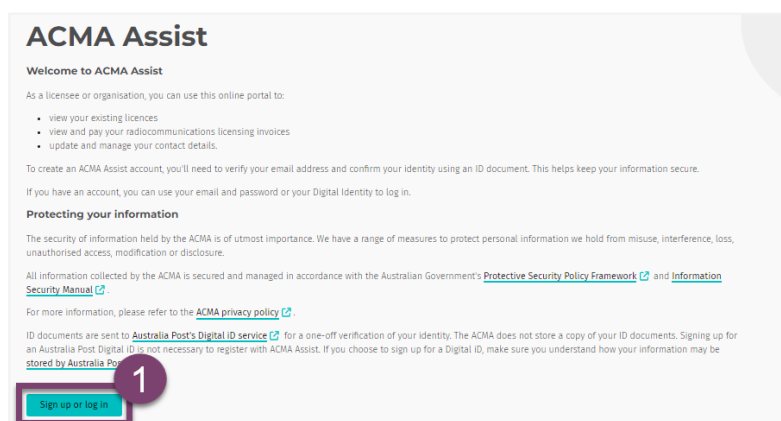 ACMA Assist
Welcome to ACMA Assist
As a licensee or organisation, you can use this online portal to:
• view your existing licences
• view and pay your radiocommunications licensing invoices
• update and manage your contact details.
To create an ACMA Assist account, you'll need to verify your email address and confirm your identity using an ID document. This helps keep your information secure.
If you have an account, you can use your email and password or your Digital Identity to log in.
Protecting your information
The security of information held by the ACMA is of utmost importance. We have a range of measures to protect personal information we hold from misuse, interference, loss,
unauthorised access, modification or disclosure.
All information collected by the ACMA is secured and managed in accordance with the Australian Government's Protective Security Policy Framework and Information
Security Manual .
For more information, please refer to the ACMA privacy policy .
ID documents are sent to Australia Post's Digital iD service for a one-off verification of your identity. The ACMA does not store a copy of your ID documents. Signing up for
an Australia Post Digital iD is not necessary to register with ACMA Assist. If you choose to sign up for a Digital iD, make sure you understand how your information may be
stored by Australia
1
Sign up or log in